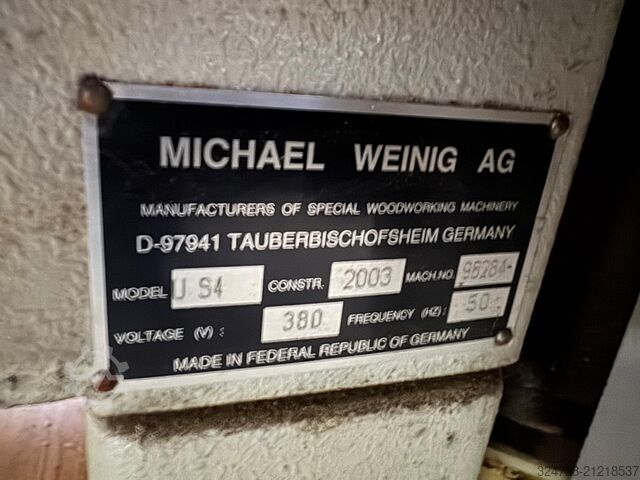 MICHAEL WEINIG AG
MANUFACTURERS OF SPECIAL WOODWORKING MACHINERY
D-97941 TAUBERBISCHOFSHEIM GERMANY
MODEL U S4 CONSTR. 2003 MACH.NO.
VOLTAGE (V) : 380 FREQUENCY (HZ): 50
MADE IN FEDERAL REPUBLIC OF GERMANY